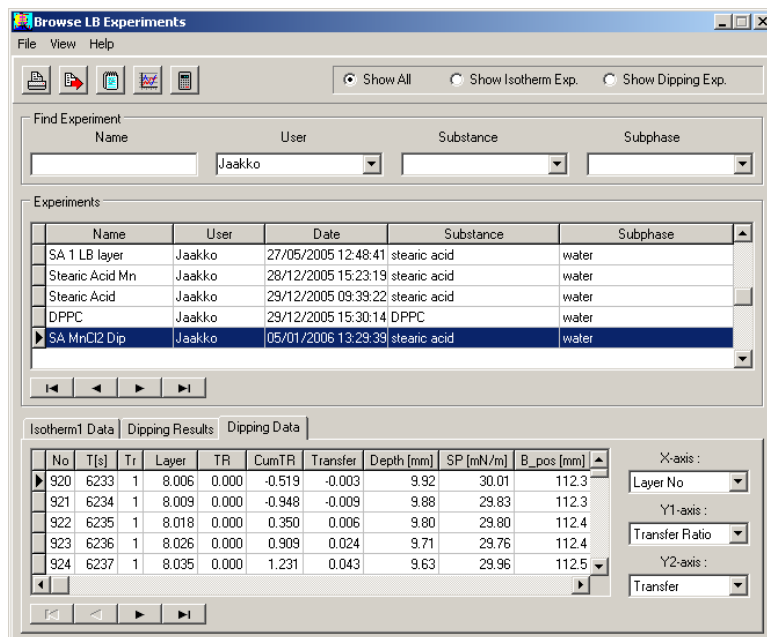 Browse LB Experiments
File View Help
Show All Show Isotherm Exp. Show Dipping Exp.
Find Experiment
Name User Substance Subphase
Jaakko
Experiments
Name User Date Substance Subphase
SA 1 LB layer Jaakko 27/05/2005 12:48:41 stearic acid water
Stearic Acid Mn Jaakko 28/12/2005 15:23:19 stearic acid water
Stearic Acid Jaakko 29/12/2005 09:39:22 stearic acid water
DPPC Jaakko 29/12/2005 15:30:14 DPPC water
SA MnCl2 Dip Jaakko 05/01/2006 13:29:39 stearic acid water
Isotherm1 Data Dipping Results Dipping Data
No T[s] Tr Layer TR CumTR Transfer Depth [mm] SP [mN/m] B_pos [mm]
920 6233 1 8.006 0.000 -0.519 -0.003 9.92 30.01 112.3
921 6234 1 8.009 0.000 -0.948 -0.009 9.88 29.83 112.3
922 6235 1 8.018 0.000 0.350 0.006 9.80 29.80 112.4
923 6236 1 8.026 0.000 0.909 0.024 9.71 29.76 112.4
924 6237 1 8.035 0.000 1.231 0.043 9.63 29.96 112.5
X-axis :
Layer No
Y1-axis :
Transfer Ratio
Y2-axis :
Transfer